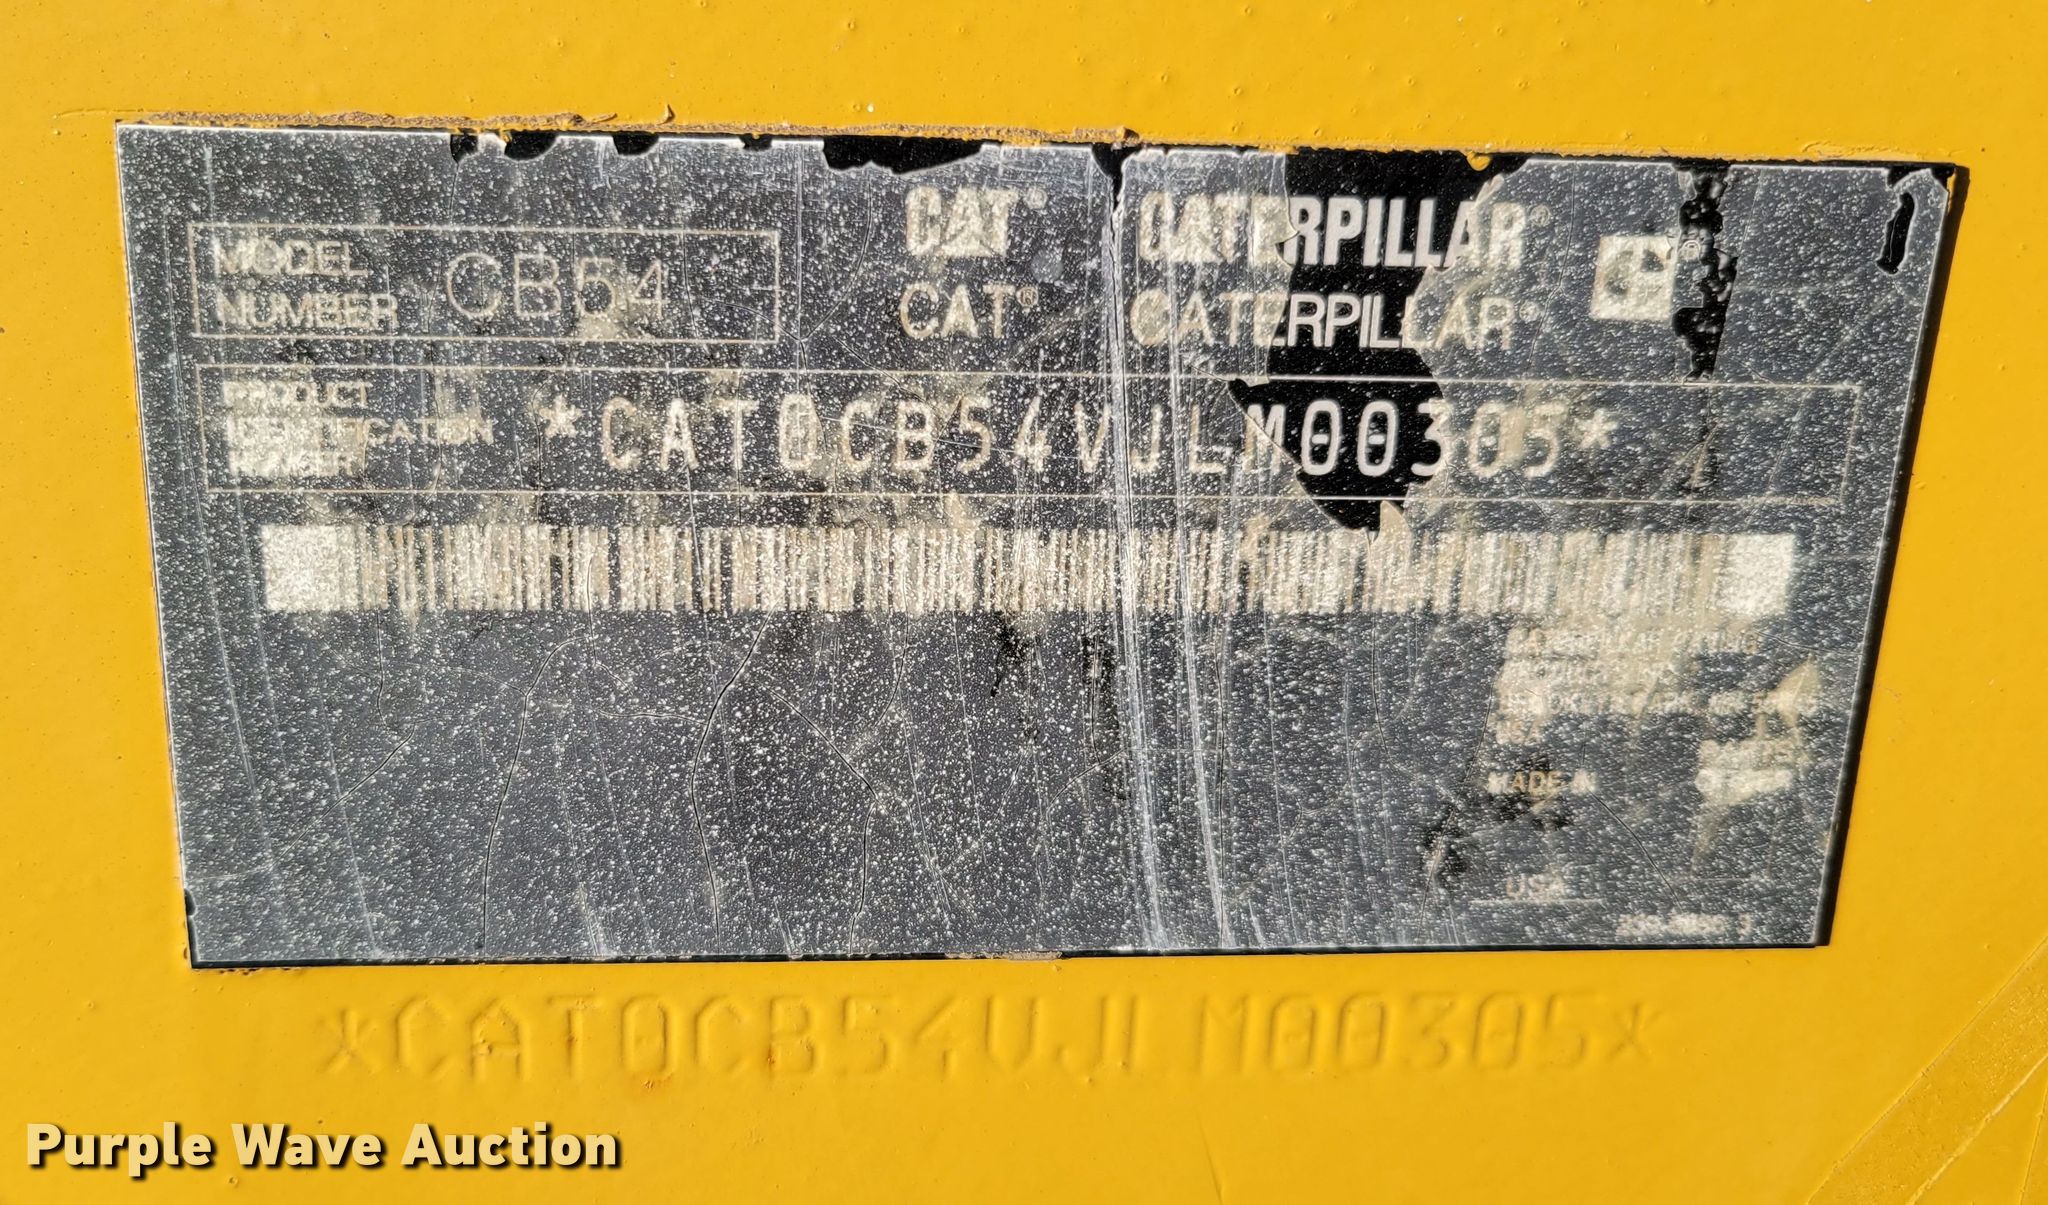 MODEL
NUMBER
CB54
CAT® CATERPILLAR®
CAT® CATERPILLAR®
PRODUCT
IDENTIFICATION
NUMBER
*CAT0CB54VJLM00305*
MADE IN
USA
USA
*CAT0CB54VJLM00305*
Purple Wave Auction